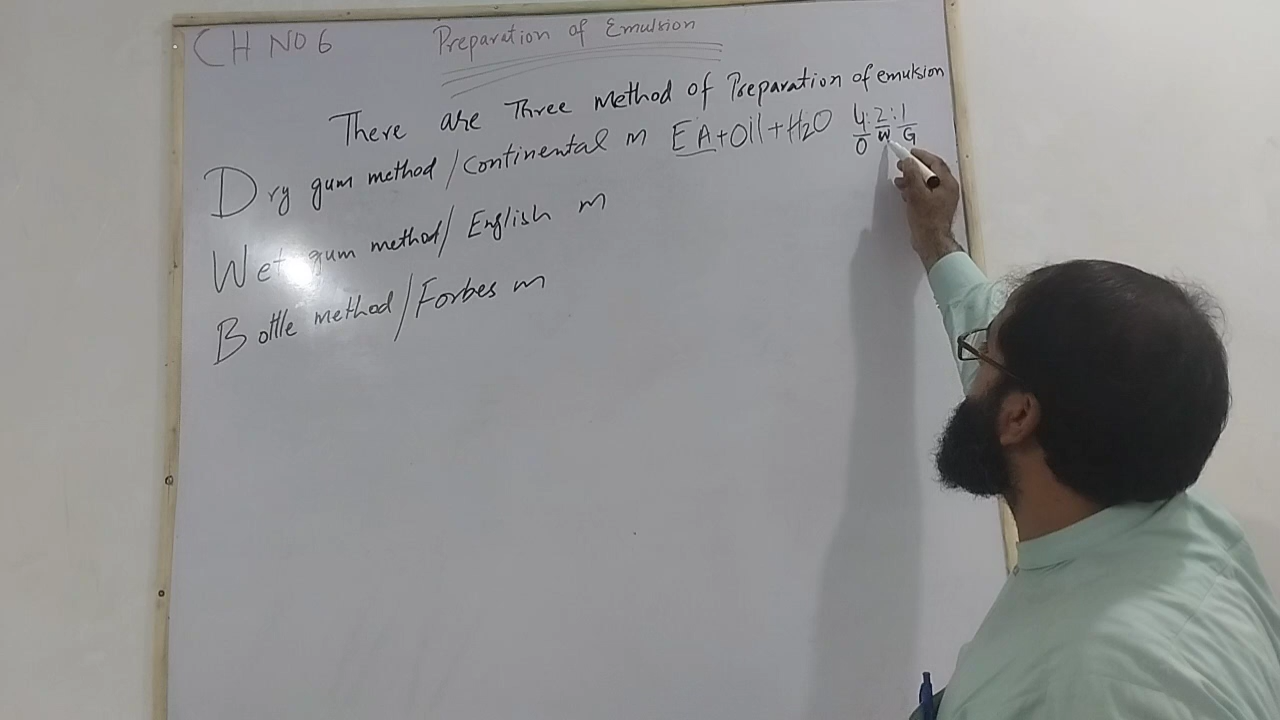 CH NO 6 Preparation of Emulsion
There are Three Method of Preparation of emulsion
Dry gum method/Continental m EA+Oil+H2O 4:2:1
O W G
Wet gum method/English m
Bottle method/Forbes m